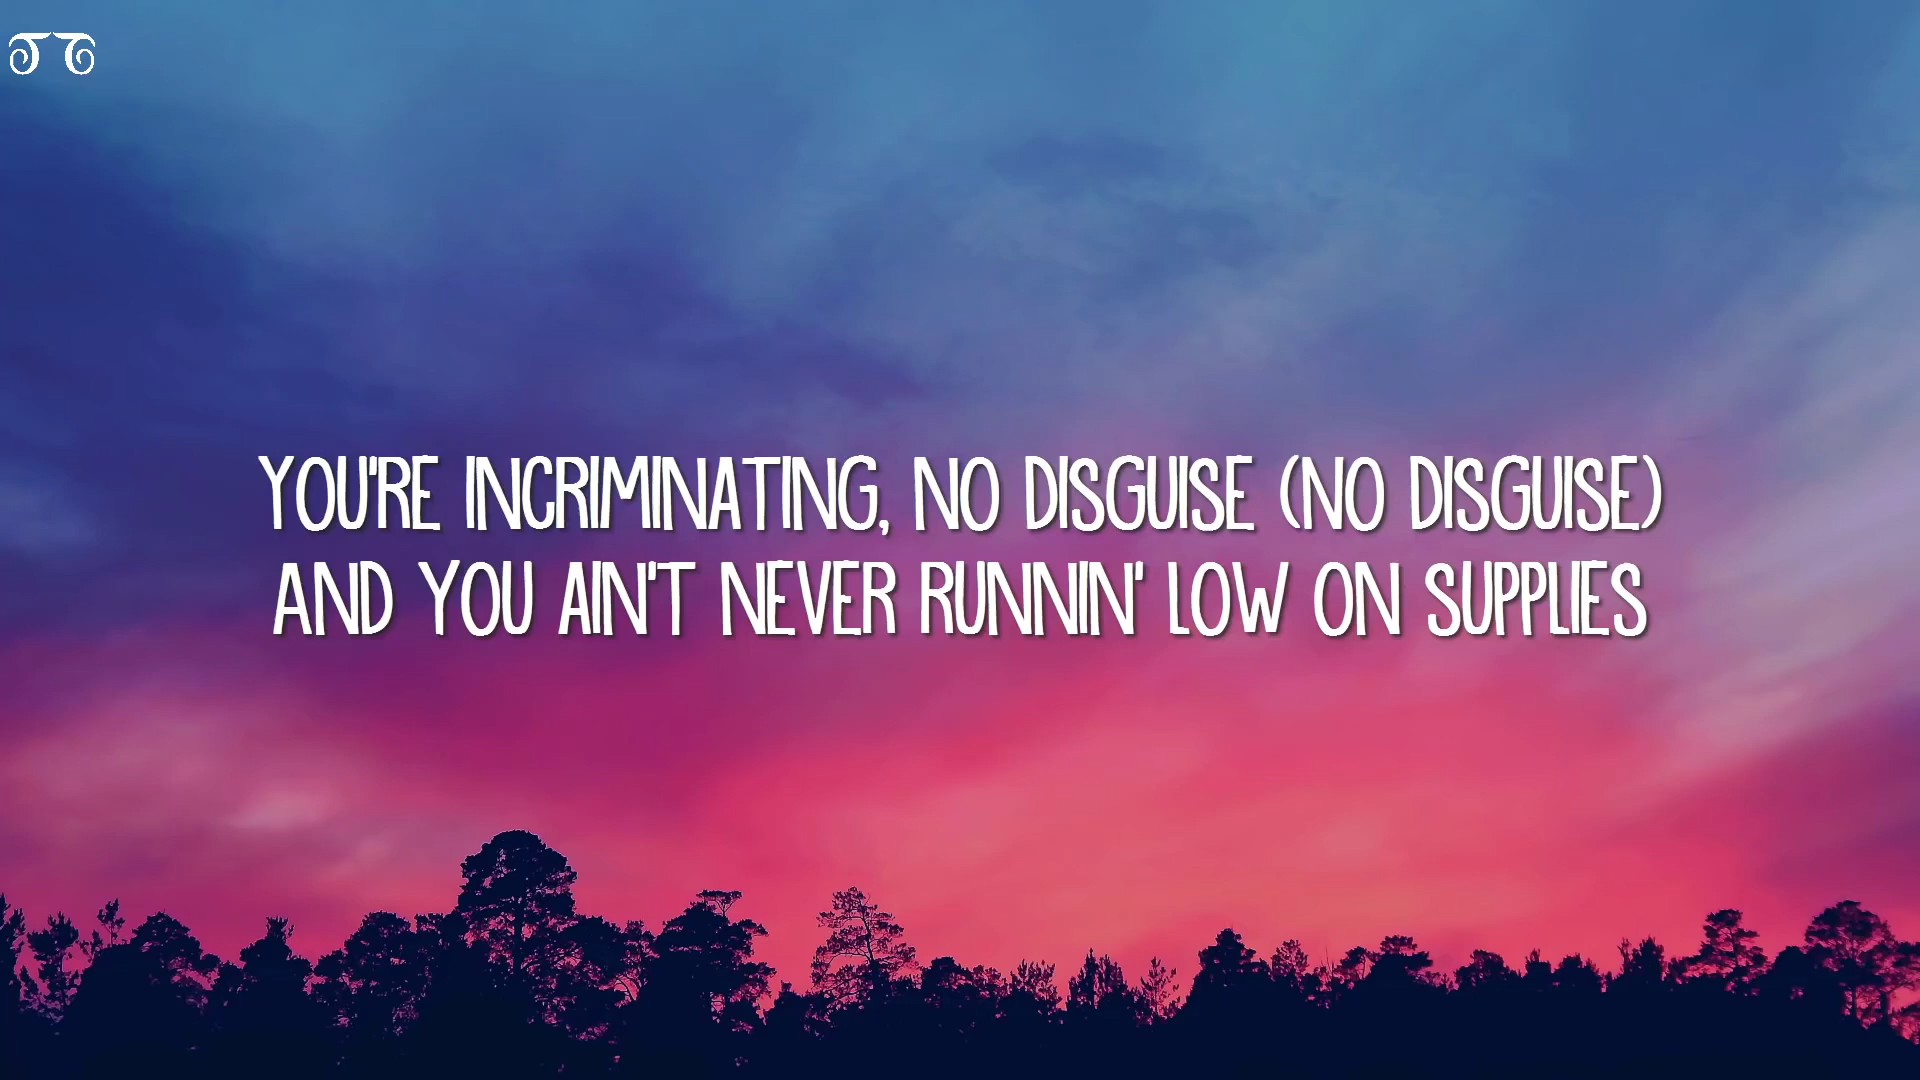 YOU'RE INCRIMINATING, NO DISGUISE (NO DISGUISE)
AND YOU AIN'T NEVER RUNNIN' LOW ON SUPPLIES